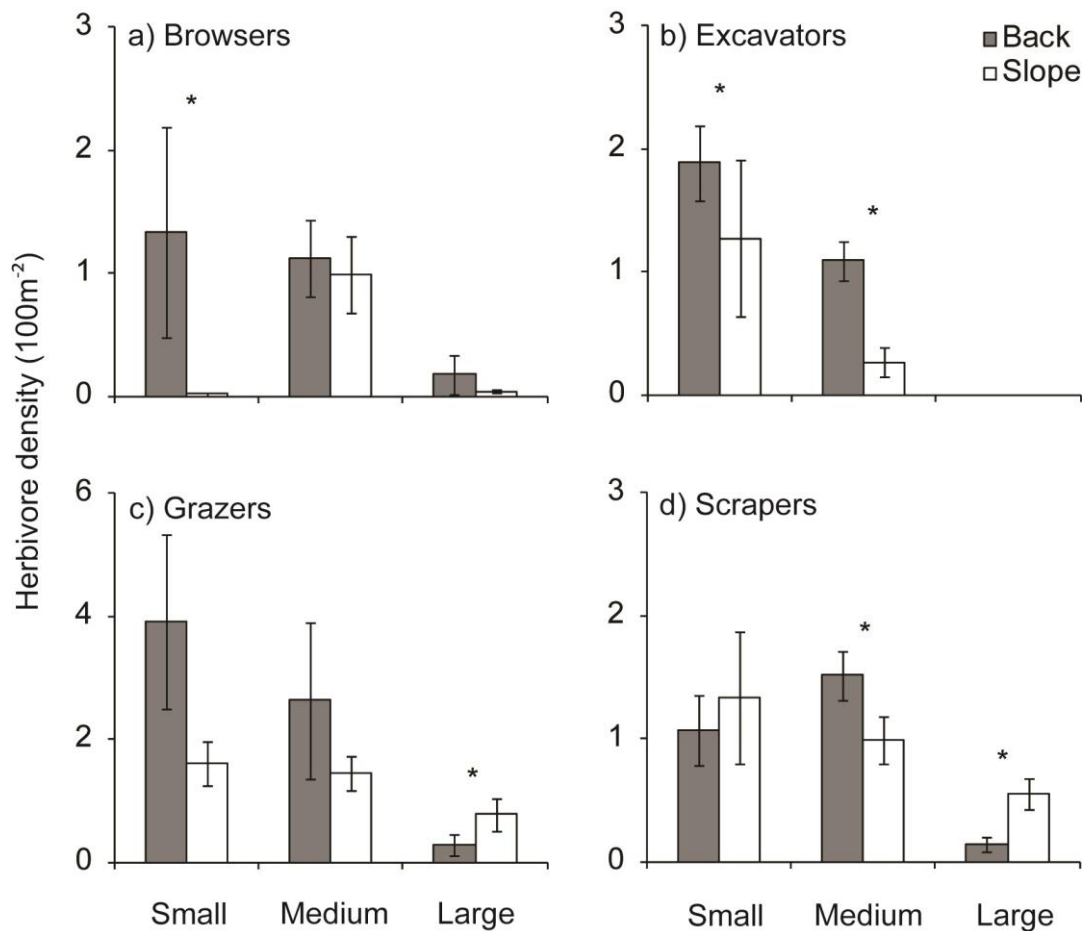 3
a) Browsers
*
2
1
0
3
b) Excavators
Back
Slope
*
*
2
1
0
Herbivore density (100m⁻²)
6
c) Grazers
4
2
*
0
Small Medium Large
3
d) Scrapers
2
*
1
*
0
Small Medium Large